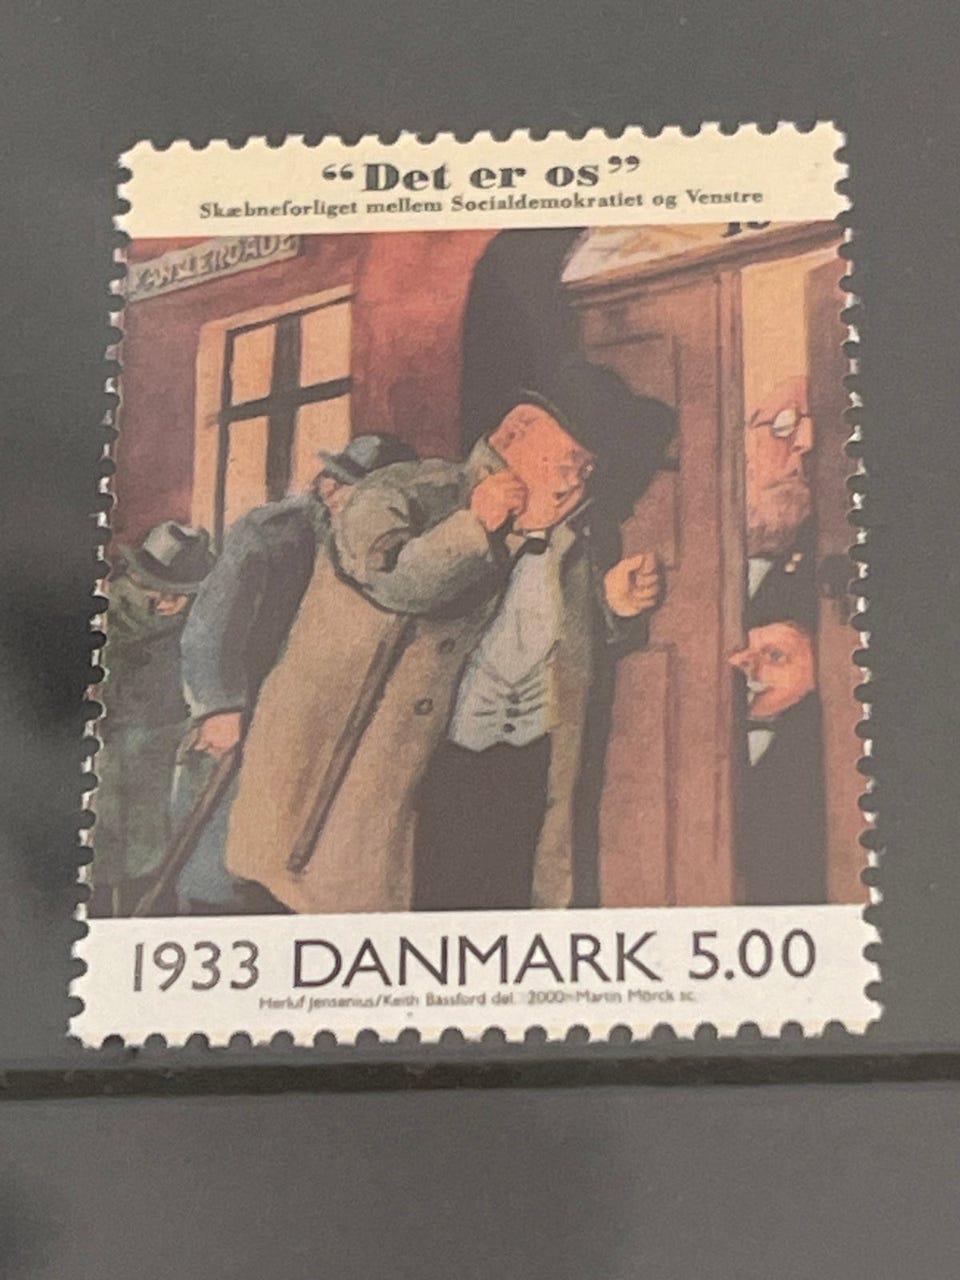 “Det er os”
Skæbneforliget mellem Socialdemokratiet og Venstre
1933 DANMARK 5.00
Herluf Jensenius/Keith Bassford del. 2000 Martin Mörck sc.